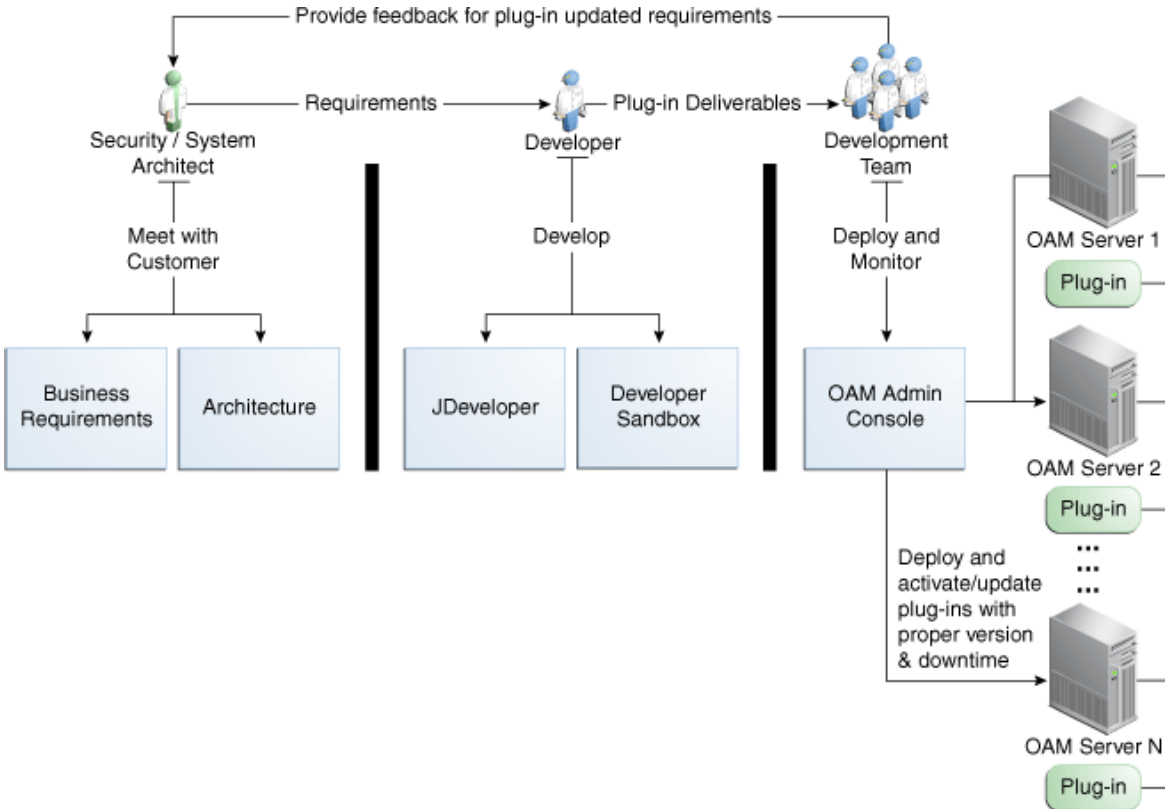 Provide feedback for plug-in updated requirements
Requirements
Plug-in Deliverables
Security / System
Architect
Developer
Development
Team
Meet with
Customer
Develop
Deploy and
Monitor
Business
Requirements
Architecture
JDeveloper
Developer
Sandbox
OAM Admin
Console
OAM Server 1
Plug-in
OAM Server 2
Plug-in
...
...
...
Deploy and
activate/update
plug-ins with
proper version
& downtime
OAM Server N
Plug-in